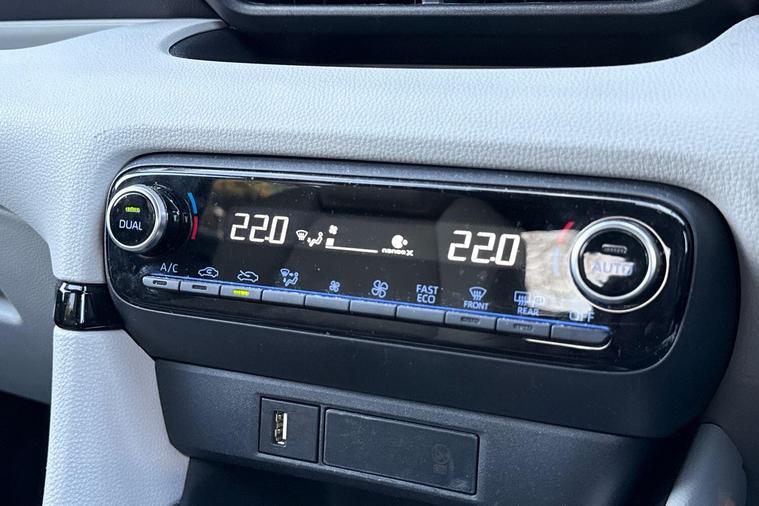 DUAL
22.0
nanoe X
22.0
AUTO
A/C
FAST
ECO
FRONT
REAR
OFF